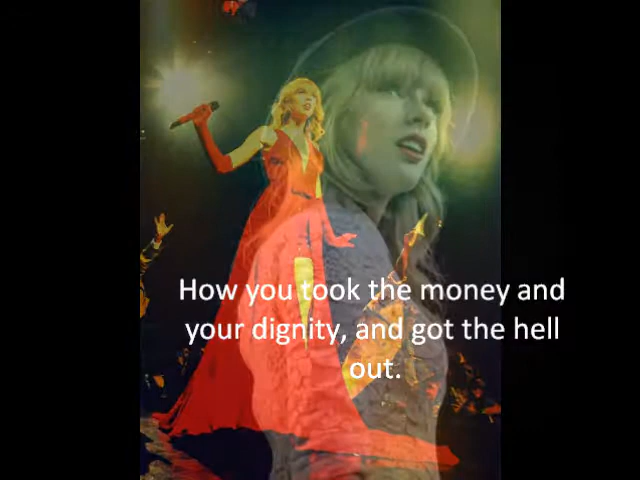 How you took the money and
your dignity, and got the hell
out.